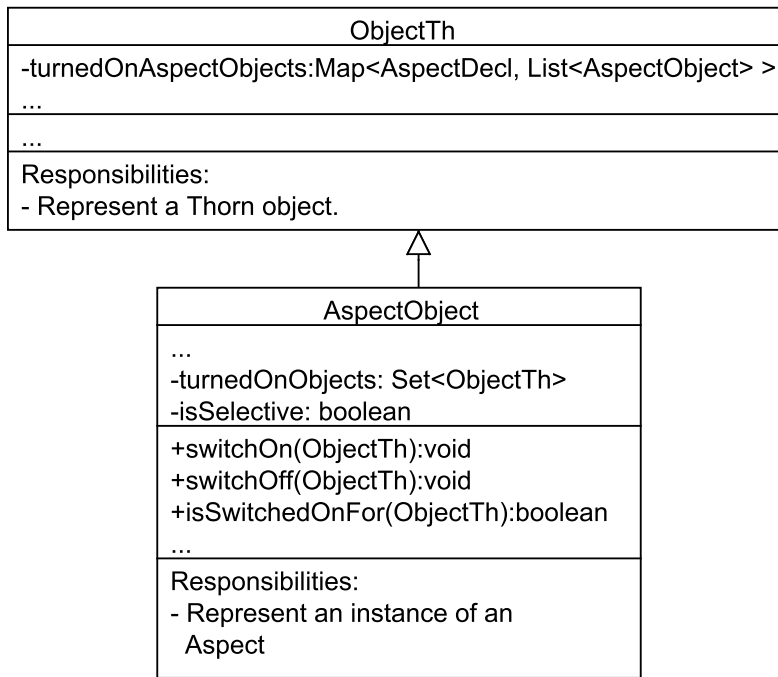 ObjectTh
-turnedOnAspectObjects:Map<AspectDecl, List<AspectObject> >
...
...
Responsibilities:
- Represent a Thorn object.
AspectObject
...
-turnedOnObjects: Set<ObjectTh>
-isSelective: boolean
+switchOn(ObjectTh):void
+switchOff(ObjectTh):void
+isSwitchedOnFor(ObjectTh):boolean
...
Responsibilities:
- Represent an instance of an
Aspect